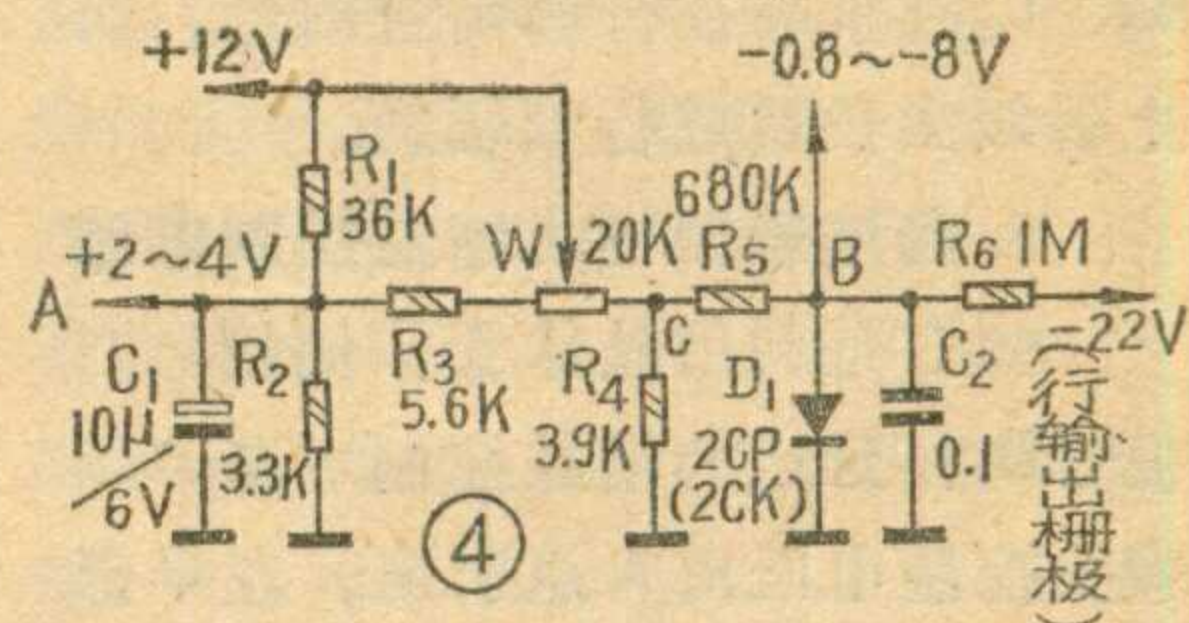 +12V
-0.8～-8V
R1
36K
680K
+2～4V
W
20K
R5
B
R6 1M
A
C
-22V
C1
R2
R3
R4
D1
C2
10μ
5.6K
6V
3.3K
3.9K
2CP
(2CK)
0.1
④
(行输出栅极)